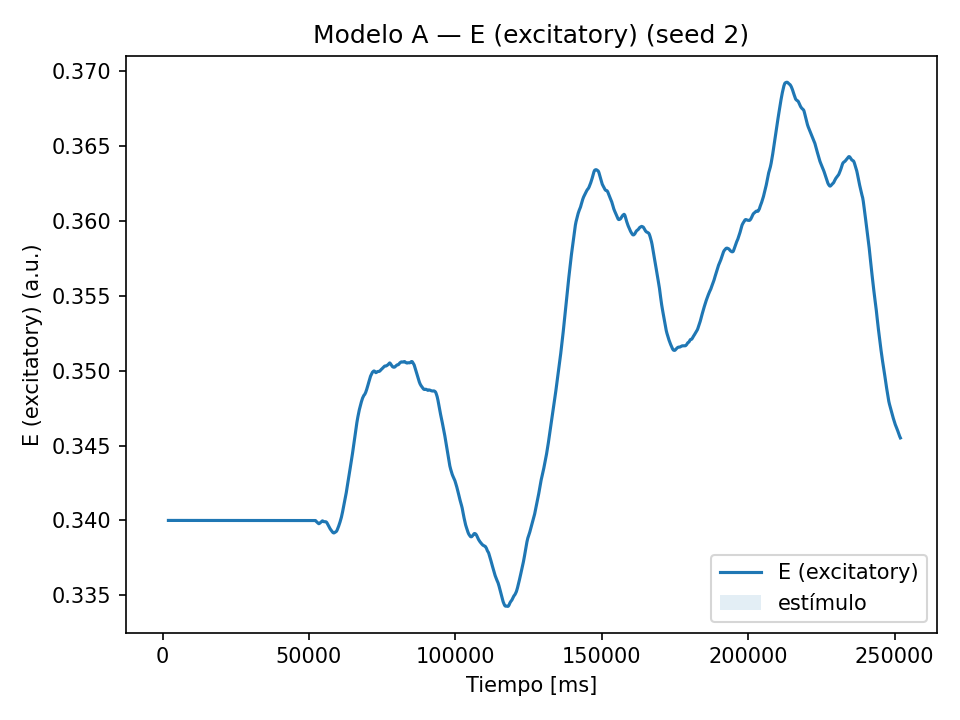 Modelo A — E (excitatory) (seed 2)
E (excitatory) (a.u.)
0.370
0.365
0.360
0.355
0.350
0.345
0.340
0.335
E (excitatory)
estímulo
0 50000 100000 150000 200000 250000
Tiempo [ms]